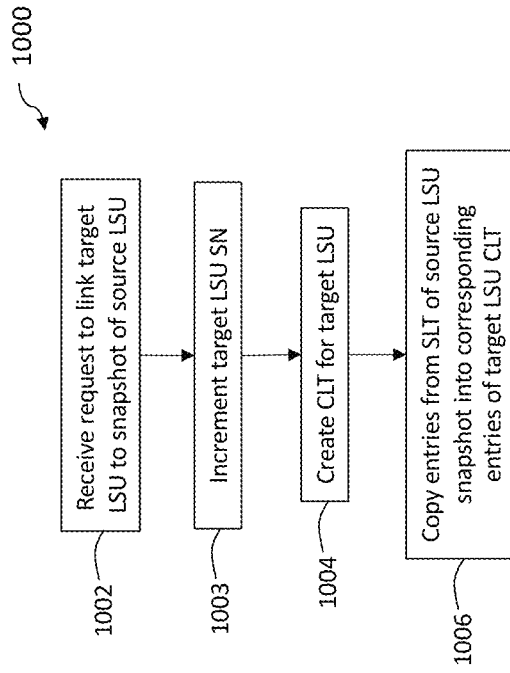 1000
1002
Receive request to link target
LSU to snapshot of source LSU
1003
Increment target LSU SN
1004
Create CLT for target LSU
1006
Copy entries from SLT of source LSU
snapshot into corresponding
entries of target LSU CLT